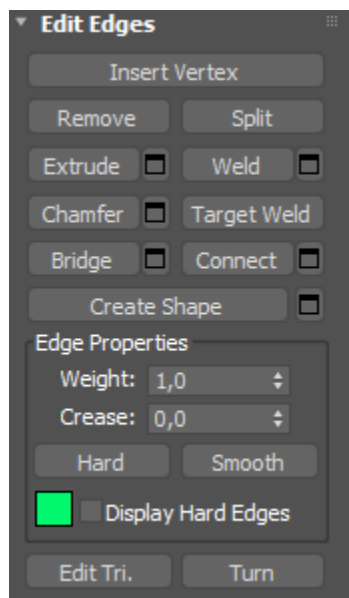 Edit Edges
Insert Vertex
Remove Split
Extrude Weld
Chamfer Target Weld
Bridge Connect
Create Shape
Edge Properties
Weight: 1,0
Crease: 0,0
Hard Smooth
Display Hard Edges
Edit Tri. Turn